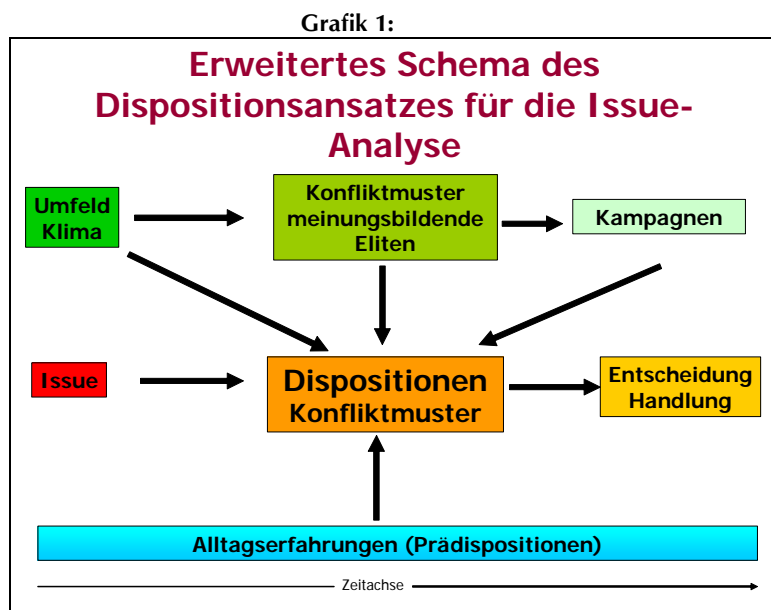 Grafik 1:
Erweitertes Schema des
Dispositionsansatzes für die Issue-
Analyse
Umfeld
Klima
Konfliktmuster
meinungsbildende
Eliten
Kampagnen
Issue
Dispositionen
Konfliktmuster
Entscheidung
Handlung
Alltagserfahrungen (Prädispositionen)
Zeitachse